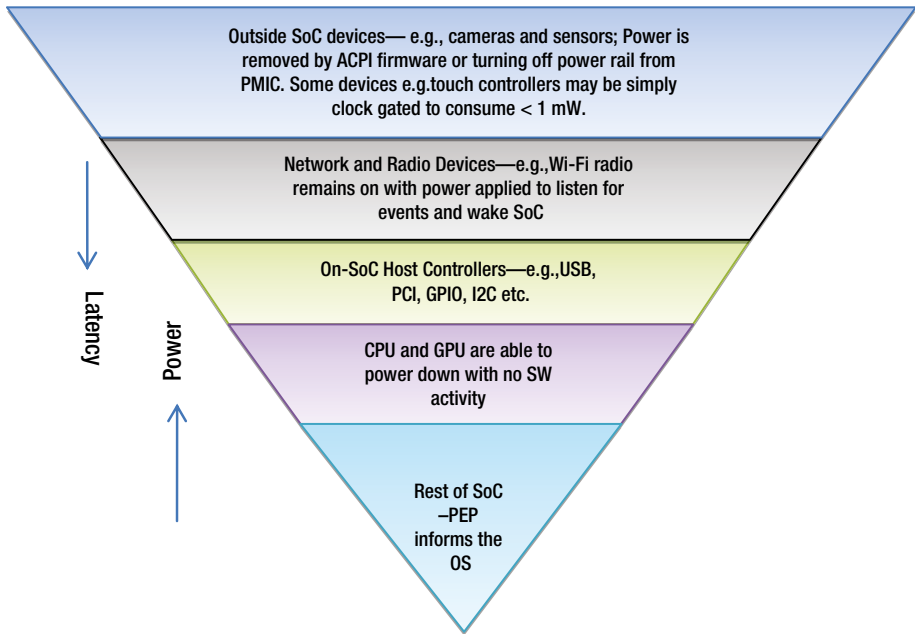 Outside SoC devices— e.g., cameras and sensors; Power is
removed by ACPI firmware or turning off power rail from
PMIC. Some devices e.g.touch controllers may be simply
clock gated to consume < 1 mW.
Network and Radio Devices—e.g.,Wi-Fi radio
remains on with power applied to listen for
events and wake SoC
On-SoC Host Controllers—e.g.,USB,
PCI, GPIO, I2C etc.
Latency
Power
CPU and GPU are able to
power down with no SW
activity
Rest of SoC
–PEP
informs the
OS